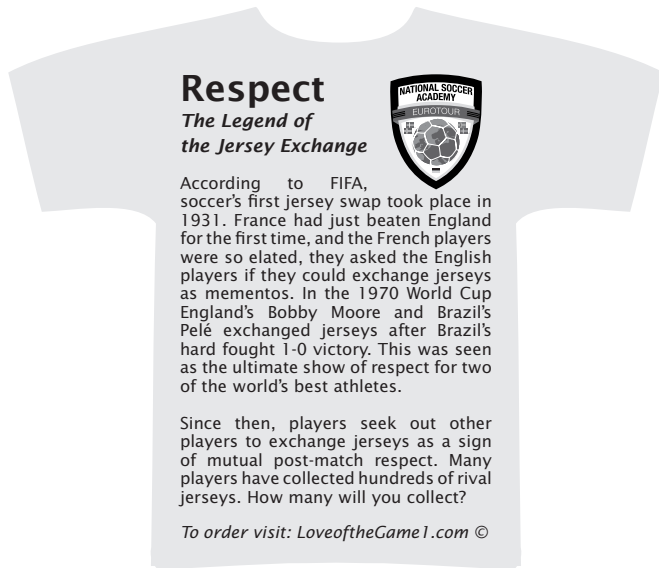 Respect
The Legend of
the Jersey Exchange
NATIONAL SOCCER
ACADEMY
EUROTOUR
According to FIFA,
soccer's first jersey swap took place in
1931. France had just beaten England
for the first time, and the French players
were so elated, they asked the English
players if they could exchange jerseys
as mementos. In the 1970 World Cup
England's Bobby Moore and Brazil's
Pelé exchanged jerseys after Brazil's
hard fought 1-0 victory. This was seen
as the ultimate show of respect for two
of the world's best athletes.
Since then, players seek out other
players to exchange jerseys as a sign
of mutual post-match respect. Many
players have collected hundreds of rival
jerseys. How many will you collect?
To order visit: LoveoftheGame1.com ©